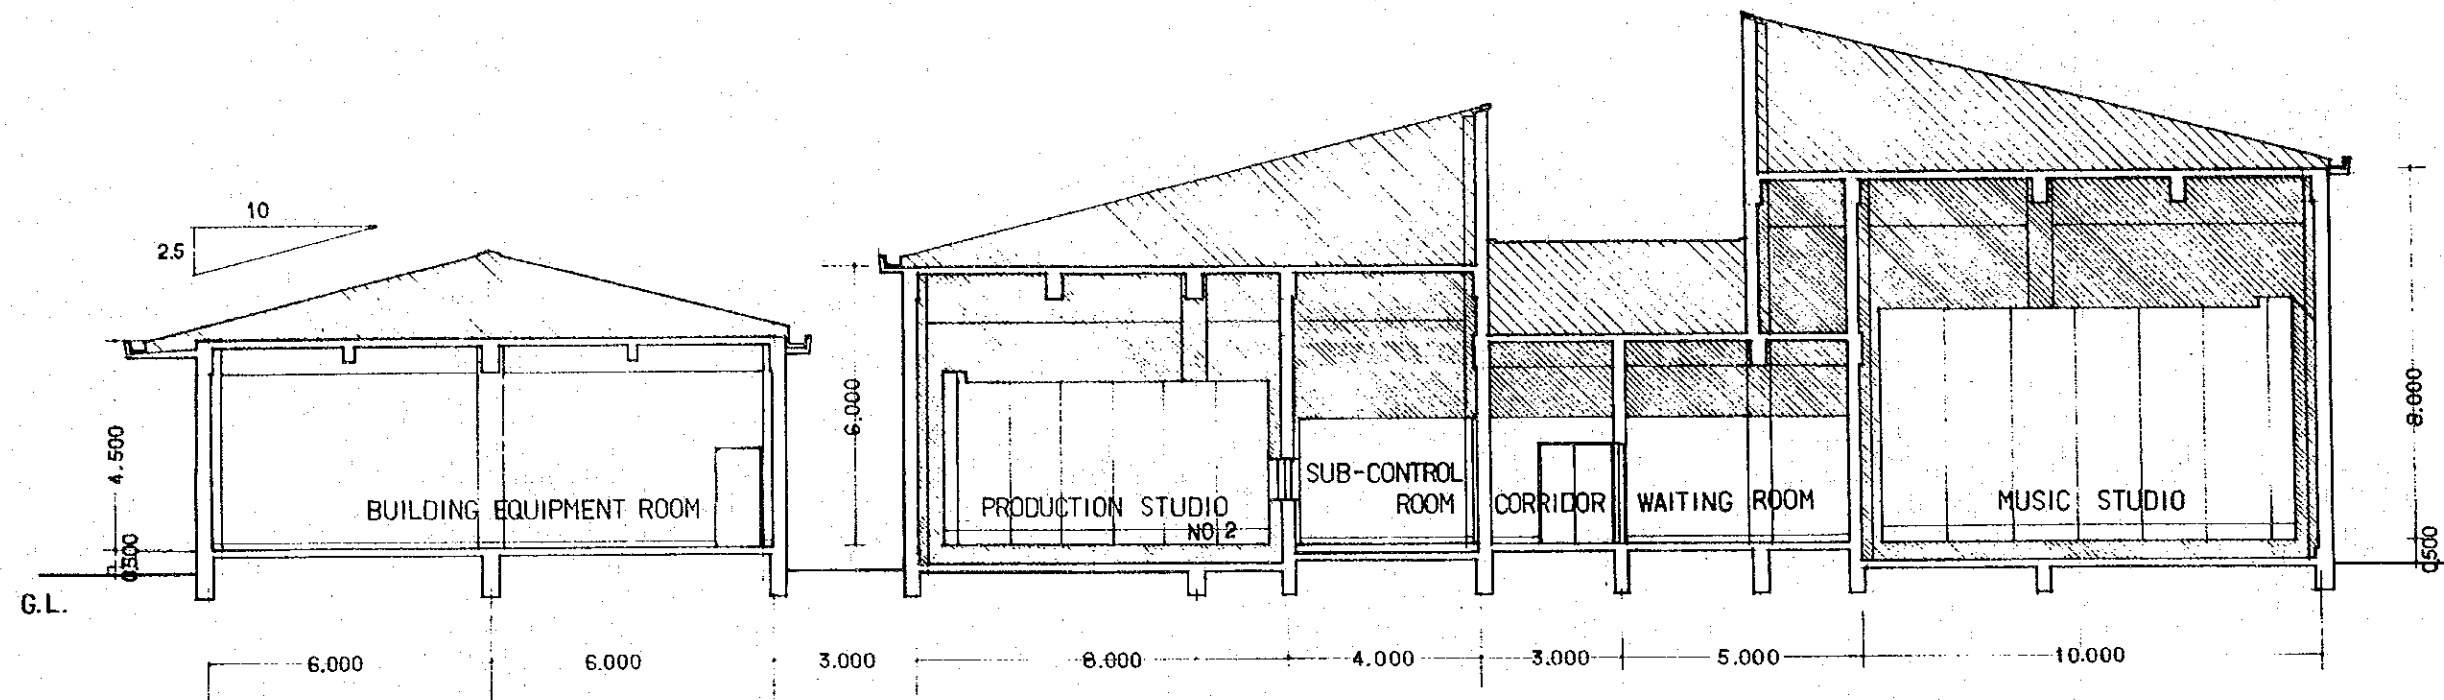 10
2.5
4.500
0.500
G.L.
BUILDING EQUIPMENT ROOM
6.000
PRODUCTION STUDIO
NO 2
SUB-CONTROL
ROOM
CORRIDOR
WAITING ROOM
MUSIC STUDIO
8.000
0.500
6.000
6.000
3.000
8.000
4.000
3.000
5.000
10.000